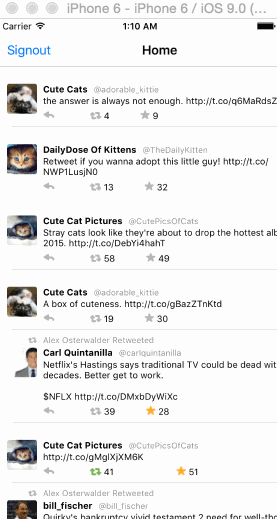 iPhone 6 - iPhone 6 / iOS 9.0 (
Carrier 1:10 AM
Signout Home
Cute Cats @adorable_kittie
the answer is always not enough. http://t.co/q6MaRdsZ
4 9
DailyDose Of Kittens @TheDailyKitten
Retweet if you wanna adopt this little guy! http://t.co/
NWP1LusjN0
13 32
Cute Cat Pictures @CutePicsOfCats
Stray cats look like they're about to drop the hottest alb
2015. http://t.co/DebYi4hahT
58 49
Cute Cats @adorable_kittie
A box of cuteness. http://t.co/gBazZTnKtd
19 30
Alex Osterwalder Retweeted
Carl Quintanilla @carlquintanilla
Netflix's Hastings says traditional TV could be dead wit
decades. Better get to work.
$NFLX http://t.co/DMxbDyWiXc
39 28
Cute Cat Pictures @CutePicsOfCats
http://t.co/gMglXjXM6K
41 51
Alex Osterwalder Retweeted
bill_fischer @bill_fischer
Quirky's bankruptcy vivid testament 2 need for well-tho